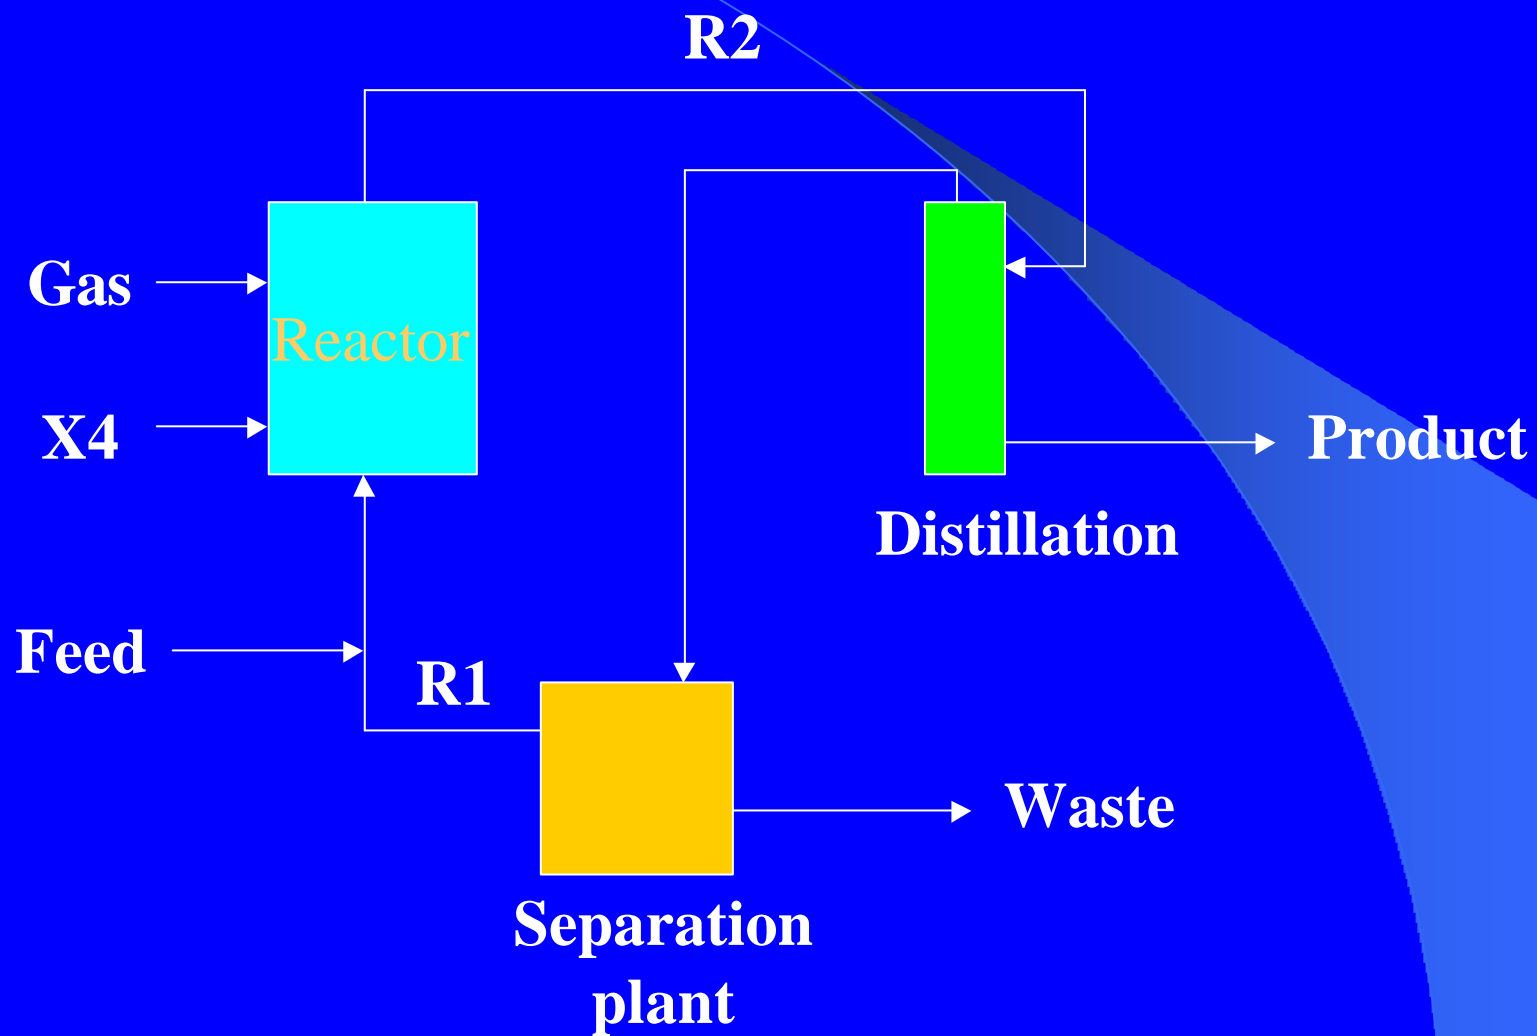 R2
Gas
Reactor
X4
Product
Distillation
Feed
R1
Waste
Separation
plant